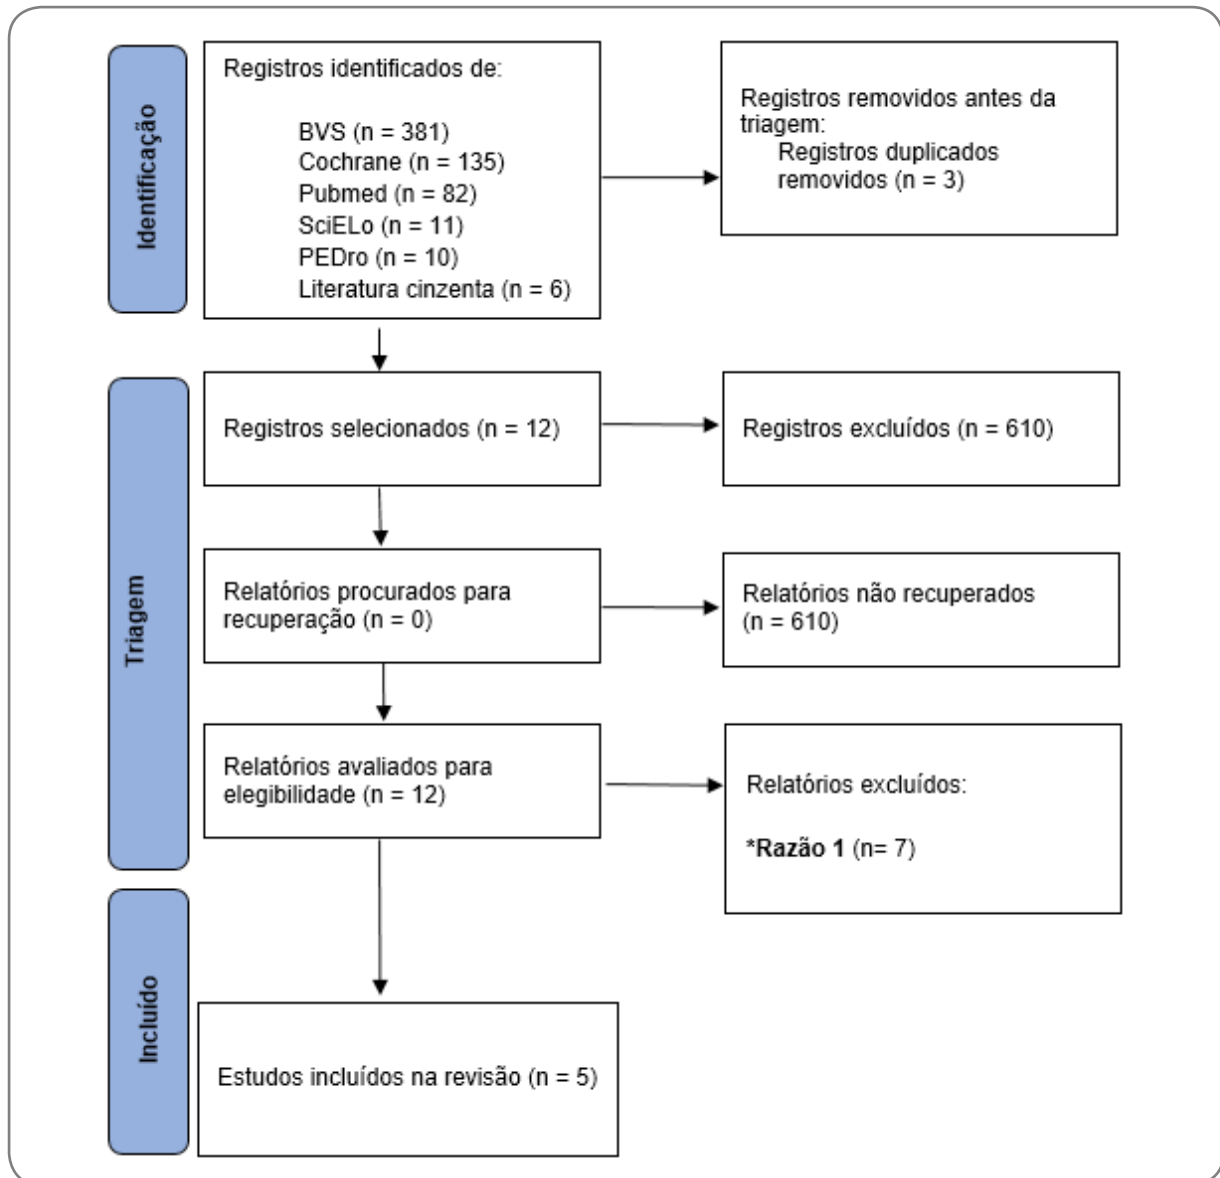 Identificação
Registros identificados de:
BVS (n = 381)
Cochrane (n = 135)
Pubmed (n = 82)
SciELo (n = 11)
PEDro (n = 10)
Literatura cinzenta (n = 6)
Registros removidos antes da
triagem:
Registros duplicados
removidos (n = 3)
Triagem
Registros selecionados (n = 12)
Registros excluídos (n = 610)
Relatórios procurados para
recuperação (n = 0)
Relatórios não recuperados
(n = 610)
Relatórios avaliados para
elegibilidade (n = 12)
Relatórios excluídos:
*Razão 1 (n= 7)
Incluído
Estudos incluídos na revisão (n = 5)